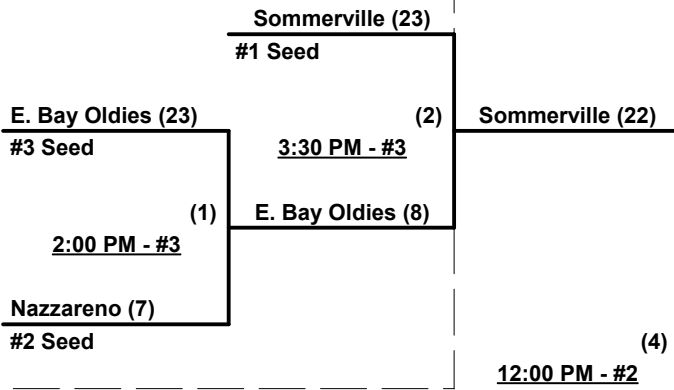 Sommerville (23)
#1 Seed
E. Bay Oldies (23)
(2)
Sommerville (22)
#3 Seed
3:30 PM - #3
(1)
E. Bay Oldies (8)
2:00 PM - #3
Nazzareno (7)
#2 Seed
(4)
12:00 PM - #2